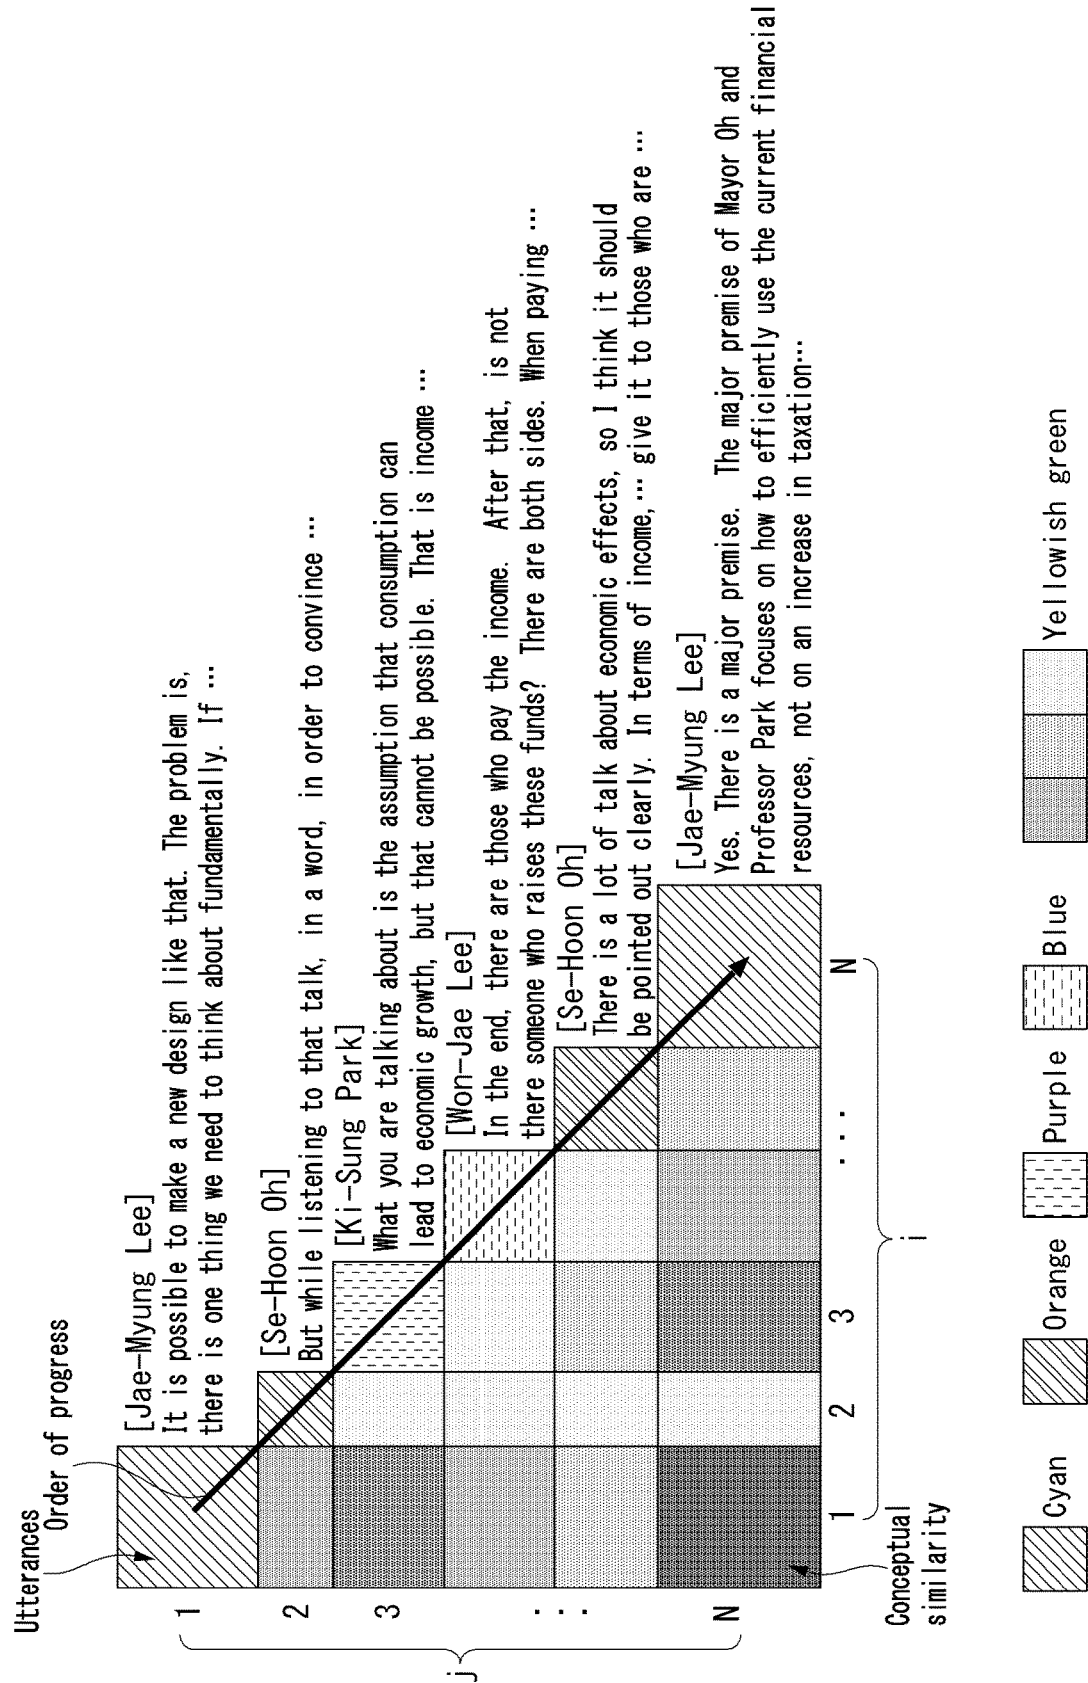 Utterances
Order of progress
[Jae-Myung Lee]
It is possible to make a new design like that. The problem is,
there is one thing we need to think about fundamentally. If ...
[Se-Hoon Oh]
But while listening to that talk, in a word, in order to convince ...
[Ki-Sung Park]
What you are talking about is the assumption that consumption can
lead to economic growth, but that cannot be possible. That is income ...
[Won-Jae Lee]
In the end, there are those who pay the income. After that, is not
there someone who raises these funds? There are both sides. When paying ...
[Se-Hoon Oh]
There is a lot of talk about economic effects, so I think it should
be pointed out clearly. In terms of income, ... give it to those who are ...
[Jae-Myung Lee]
Yes. There is a major premise. The major premise of Mayor Oh and
Professor Park focuses on how to efficiently use the current financial
resources, not on an increase in taxation...
j
1
2
3
...
N
1
2
3
...
N
i
Conceptual
similarity
Cyan
Orange
Purple
Blue
Yellowish green